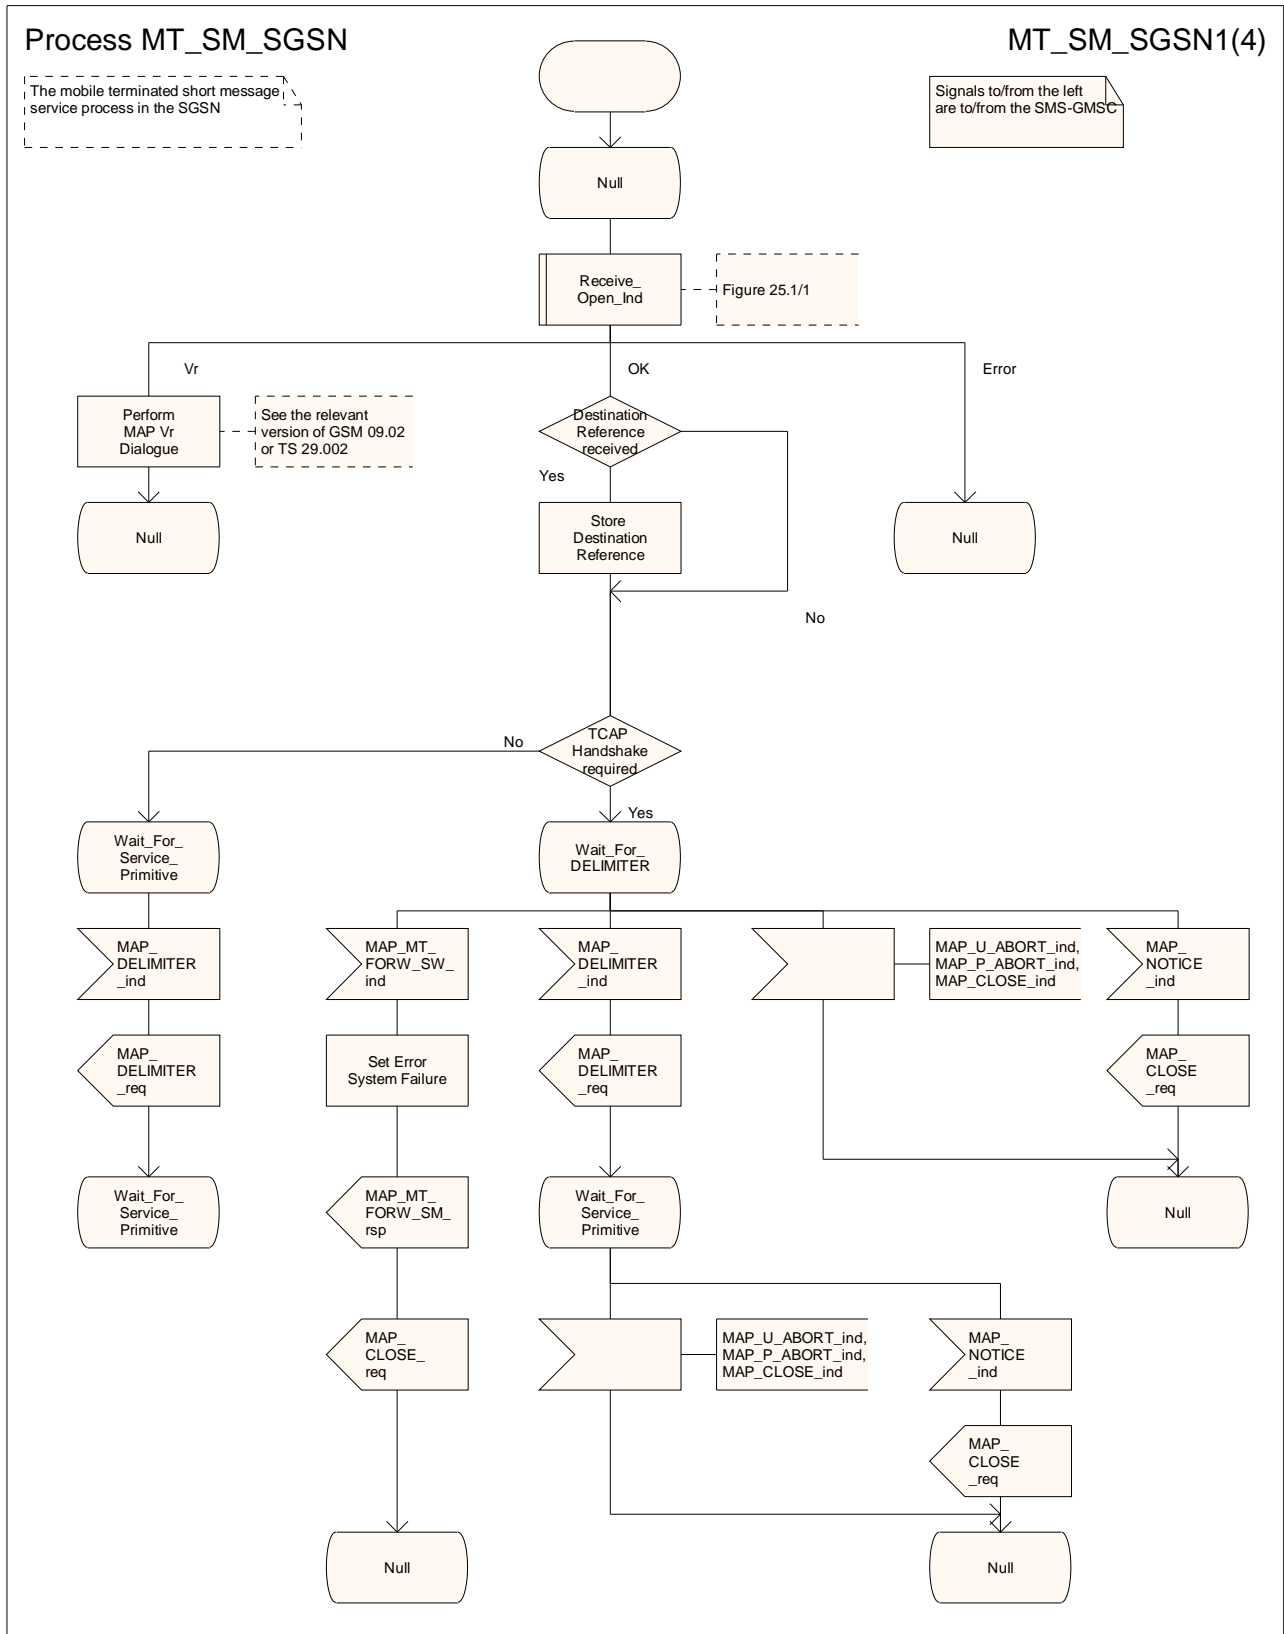 Process MT_SM_SGSN
MT_SM_SGSN1(4)
The mobile terminated short message
service process in the SGSN
Signals to/from the left
are to/from the SMS-GMSC
Null
Receive_
Open_Ind
Figure 25.1/1
Vr
OK
Error
Perform
MAP Vr
Dialogue
See the relevant
version of GSM 09.02
or TS 29.002
Destination
Reference
received
Yes
Null
Store
Destination
Reference
Null
No
TCAP
Handshake
required
No
Yes
Wait_For_
Service_
Primitive
Wait_For_
DELIMITER
MAP_
DELIMITER
_ind
MAP_MT_
FORW_SW_
ind
MAP_
DELIMITER
_ind
MAP_U_ABORT_ind,
MAP_P_ABORT_ind,
MAP_CLOSE_ind
MAP_
NOTICE
_ind
MAP_
DELIMITER
_req
Set Error
System Failure
MAP_
DELIMITER
_req
MAP_
CLOSE
_req
Wait_For_
Service_
Primitive
MAP_MT_
FORW_SM_
rsp
Wait_For_
Service_
Primitive
Null
MAP_
CLOSE_
req
MAP_U_ABORT_ind,
MAP_P_ABORT_ind,
MAP_CLOSE_ind
MAP_
NOTICE
_ind
MAP_
CLOSE
_req
Null
Null